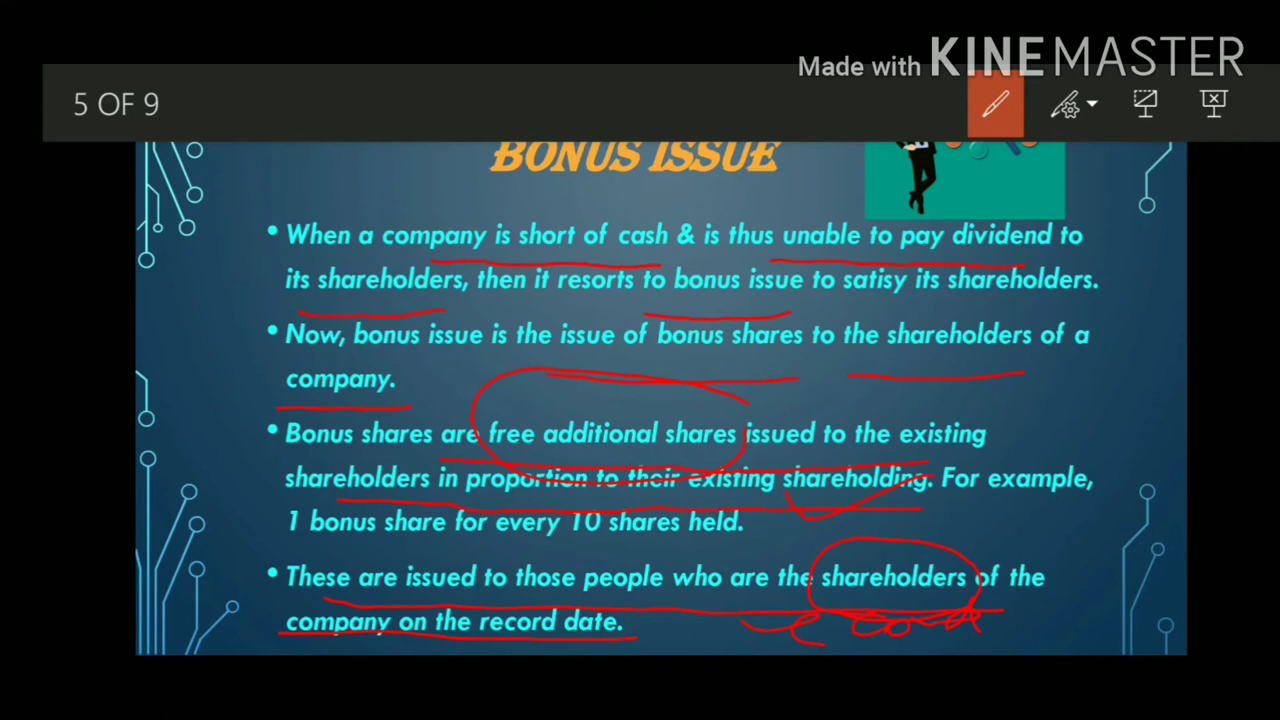 Made with KINEMASTER
5 OF 9
BONUS ISSUE
• When a company is short of cash & is thus unable to pay dividend to
its shareholders, then it resorts to bonus issue to satisy its shareholders.
• Now, bonus issue is the issue of bonus shares to the shareholders of a
company.
• Bonus shares are free additional shares issued to the existing
shareholders in proportion to their existing shareholding. For example,
1 bonus share for every 10 shares held.
• These are issued to those people who are the shareholders of the
company on the record date.